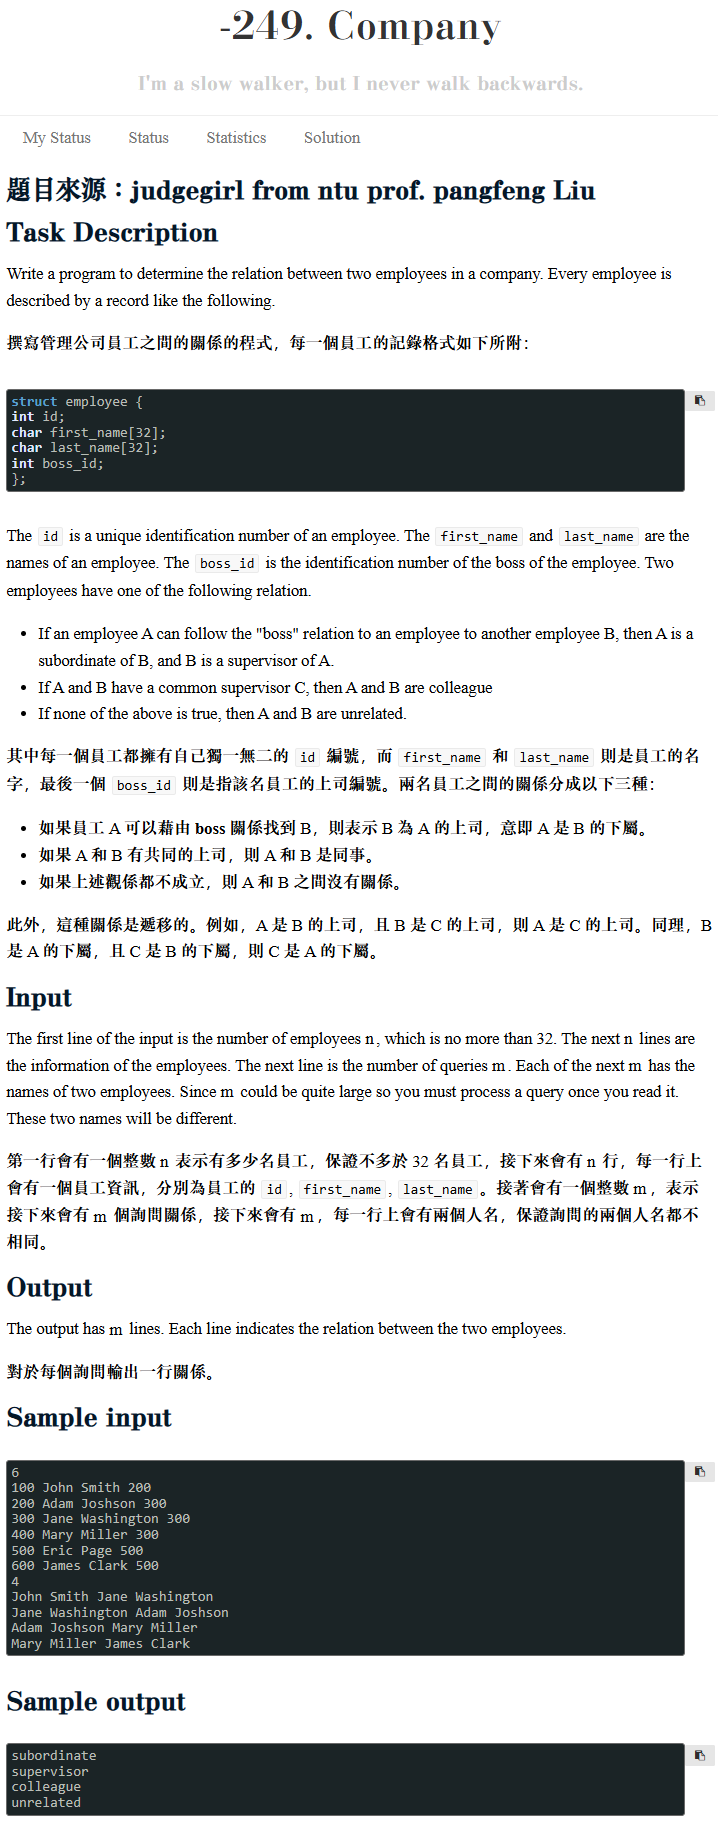 -249. Company
I'm a slow walker, but I never walk backwards.
My Status Status Statistics Solution
題目來源：judgegirl from ntu prof. pangfeng Liu
Task Description
Write a program to determine the relation between two employees in a company. Every employee is
described by a record like the following.
撰寫管理公司員工之間的關係的程式，每一個員工的記錄格式如下所附：
struct employee {
int id;
char first_name[32];
char last_name[32];
int boss_id;
};
The id is a unique identification number of an employee. The first_name and last_name are the
names of an employee. The boss_id is the identification number of the boss of the employee. Two
employees have one of the following relation.
• If an employee A can follow the "boss" relation to an employee to another employee B, then A is a
subordinate of B, and B is a supervisor of A.
• If A and B have a common supervisor C, then A and B are colleague
• If none of the above is true, then A and B are unrelated.
其中每一個員工都擁有自己獨一無二的 id 編號，而 first_name 和 last_name 則是員工的名
字，最後一個 boss_id 則是指該名員工的上司編號。兩名員工之間的關係分成以下三種：
• 如果員工 A 可以藉由 boss 關係找到 B，則表示 B 為 A 的上司，意即 A 是 B 的下屬。
• 如果 A 和 B 有共同的上司，則 A 和 B 是同事。
• 如果上述觀係都不成立，則 A 和 B 之間沒有關係。
此外，這種關係是遞移的。例如，A 是 B 的上司，且 B 是 C 的上司，則 A 是 C 的上司。同理，B
是 A 的下屬，且 C 是 B 的下屬，則 C 是 A 的下屬。
Input
The first line of the input is the number of employees n, which is no more than 32. The next n lines are
the information of the employees. The next line is the number of queries m. Each of the next m has the
names of two employees. Since m could be quite large so you must process a query once you read it.
These two names will be different.
第一行會有一個整數 n 表示有多少名員工，保證不多於 32 名員工，接下來會有 n 行，每一行上
會有一個員工資訊，分別為員工的 id, first_name, last_name。接著會有一個整數 m，表示
接下來會有 m 個詢問關係，接下來會有 m，每一行上會有兩個人名，保證詢問的兩個人名都不
相同。
Output
The output has m lines. Each line indicates the relation between the two employees.
對於每個詢問輸出一行關係。
Sample input
6
100 John Smith 200
200 Adam Joshson 300
300 Jane Washington 300
400 Mary Miller 300
500 Eric Page 500
600 James Clark 500
4
John Smith Jane Washington
Jane Washington Adam Joshson
Adam Joshson Mary Miller
Mary Miller James Clark
Sample output
subordinate
supervisor
colleague
unrelated